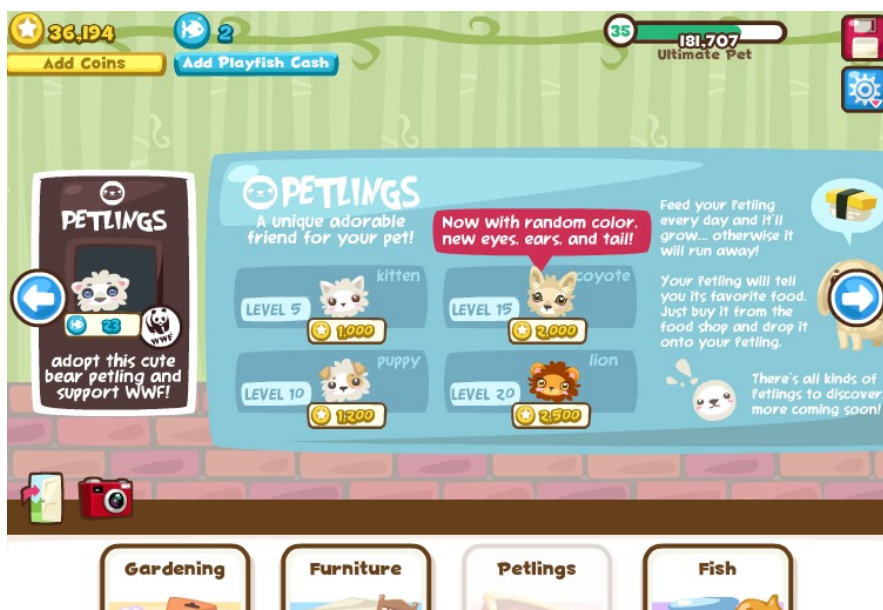 36,194
2
35
181,707
Add Coins
Add Playfish Cash
Ultimate Pet
PETLINGS
23
WWF
adopt this cute
bear petling and
support WWF!
PETLINGS
A unique adorable
friend for your pet!
Now with random color,
new eyes, ears, and tail!
kitten
LEVEL 5
1,000
coyote
LEVEL 15
2,000
puppy
LEVEL 10
1,200
lion
LEVEL 20
2,500
Feed your Petling
every day and it'll
grow... otherwise it
will run away!
Your Petling will tell
you its favorite food.
Just buy it from the
food shop and drop it
onto your Petling.
There's all kinds of
Petlings to discover,
more coming soon!
Gardening
Furniture
Petlings
Fish